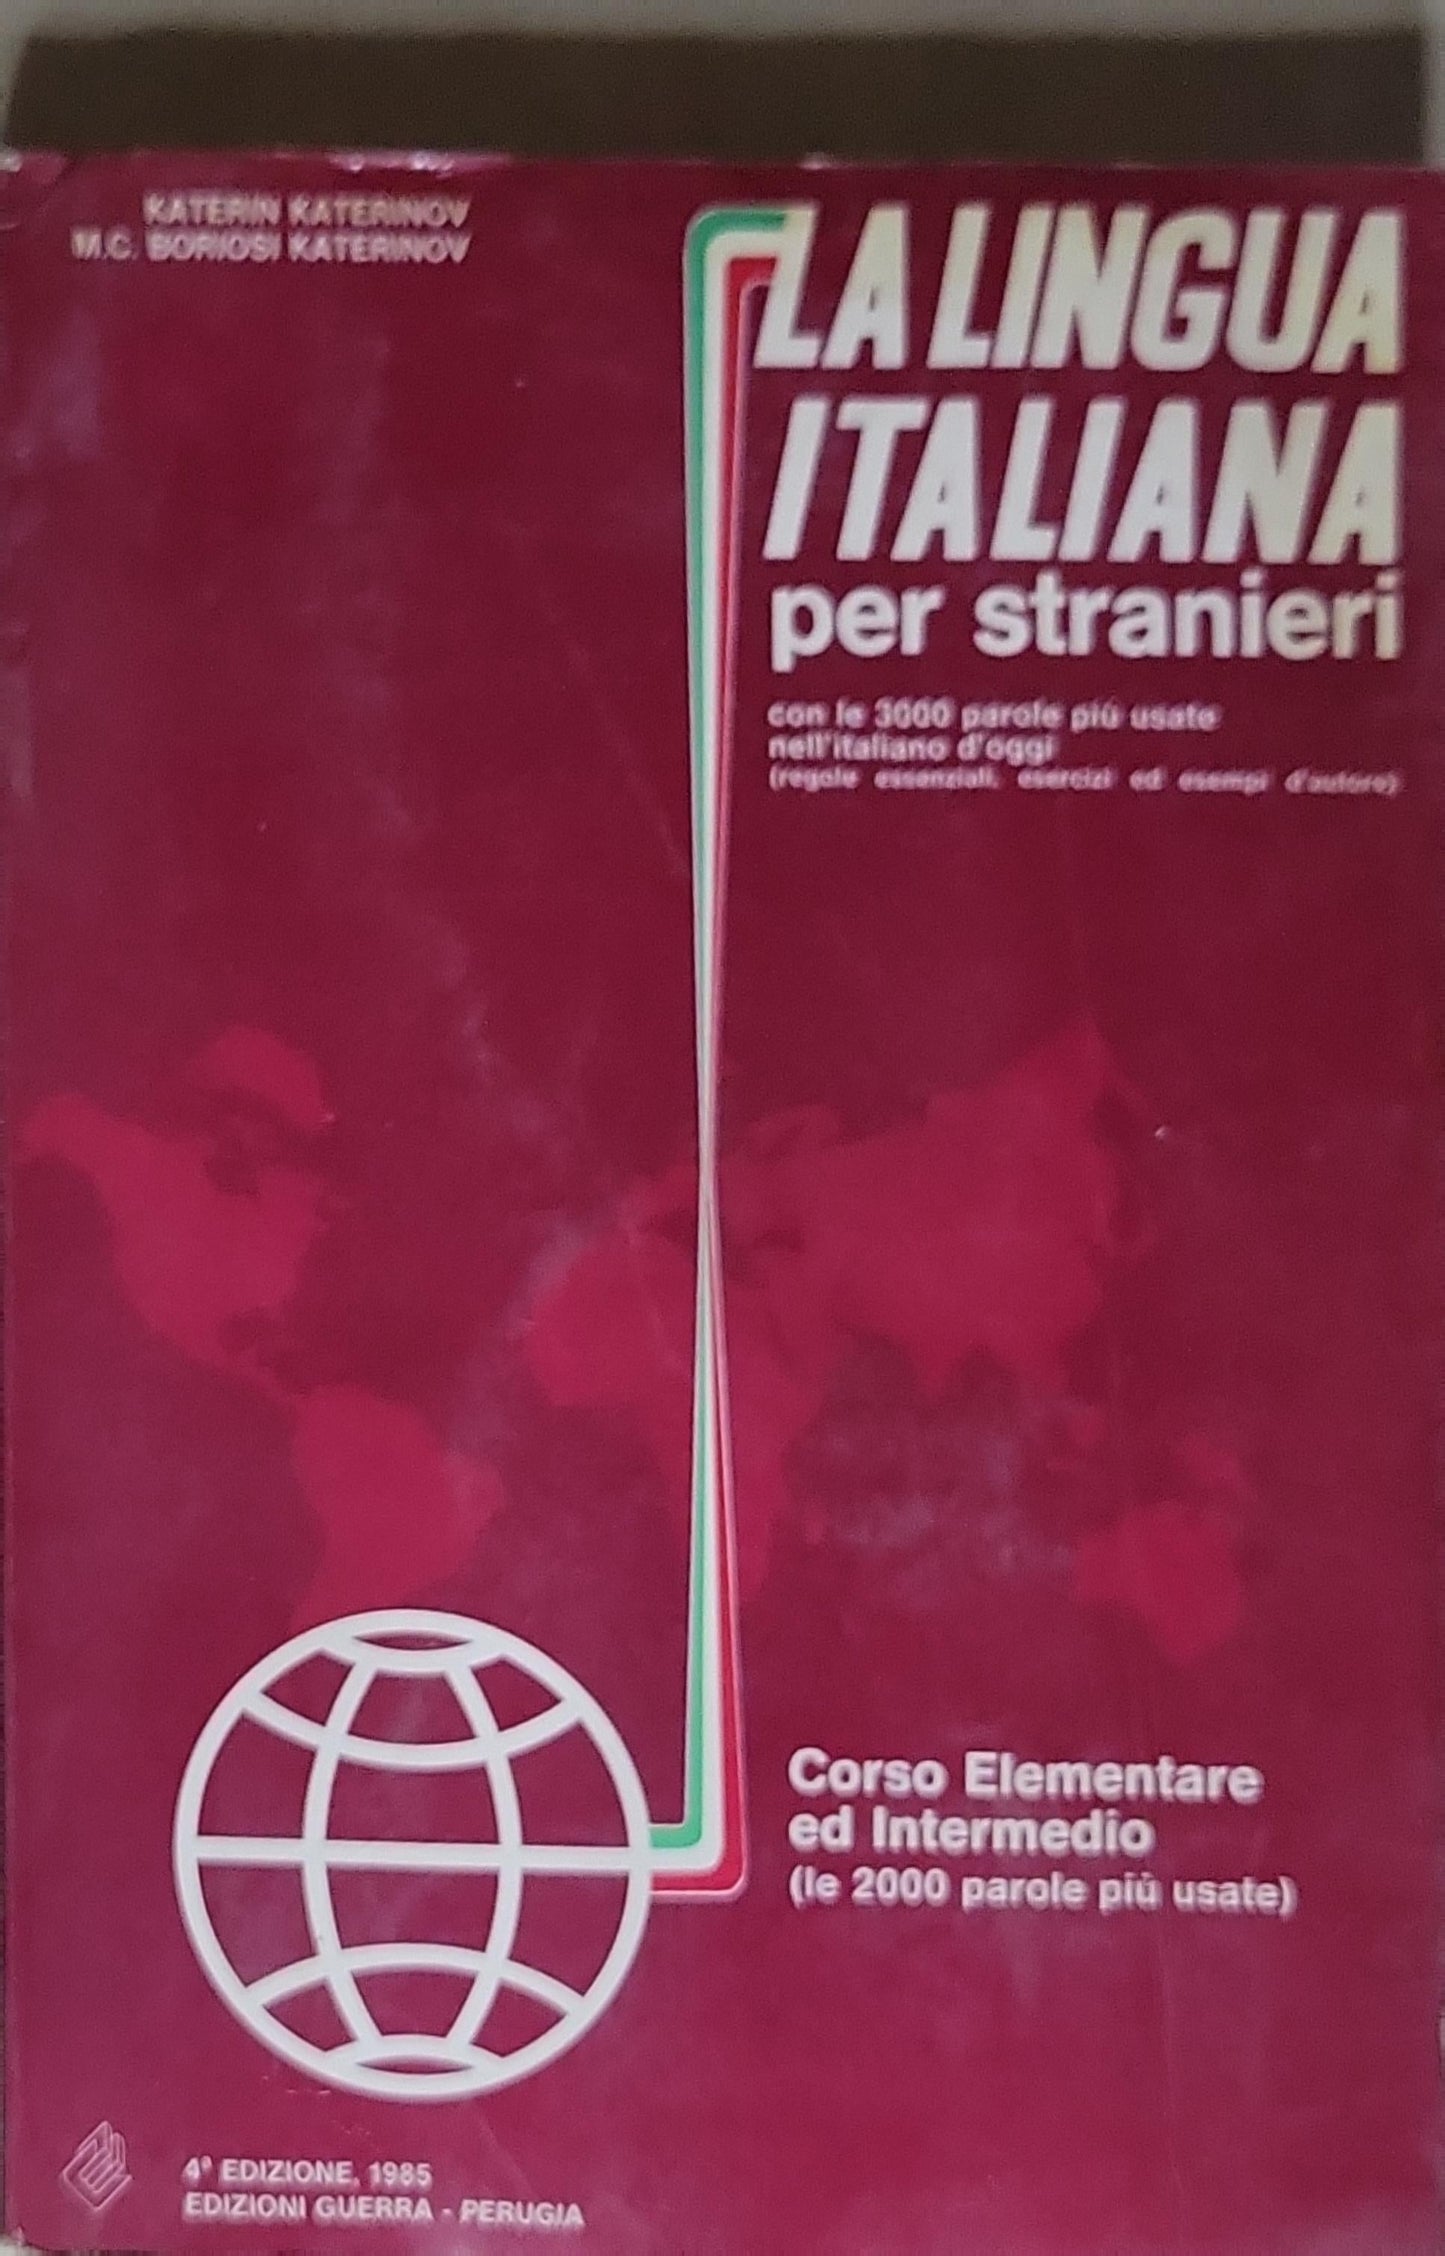 KATERIN KATERINOV
M.C. BORIOSI KATERINOV
LA LINGUA
ITALIANA
per stranieri
con le 3000 parole più usate
nell'italiano d'oggi
(regole essenziali, esercizi ed esempi d'autore)
Corso Elementare
ed Intermedio
(le 2000 parole più usate)
4ª EDIZIONE, 1985
EDIZIONI GUERRA - PERUGIA